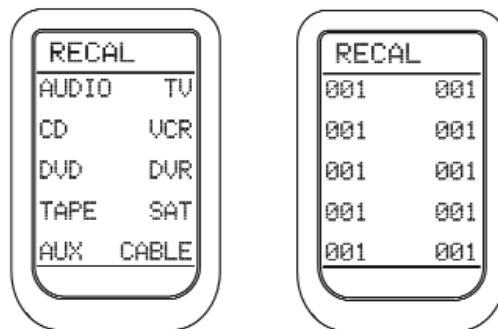 RECAL
AUDIO TV
CD VCR
DVD DVR
TAPE SAT
AUX CABLE
RECAL
001 001
001 001
001 001
001 001
001 001